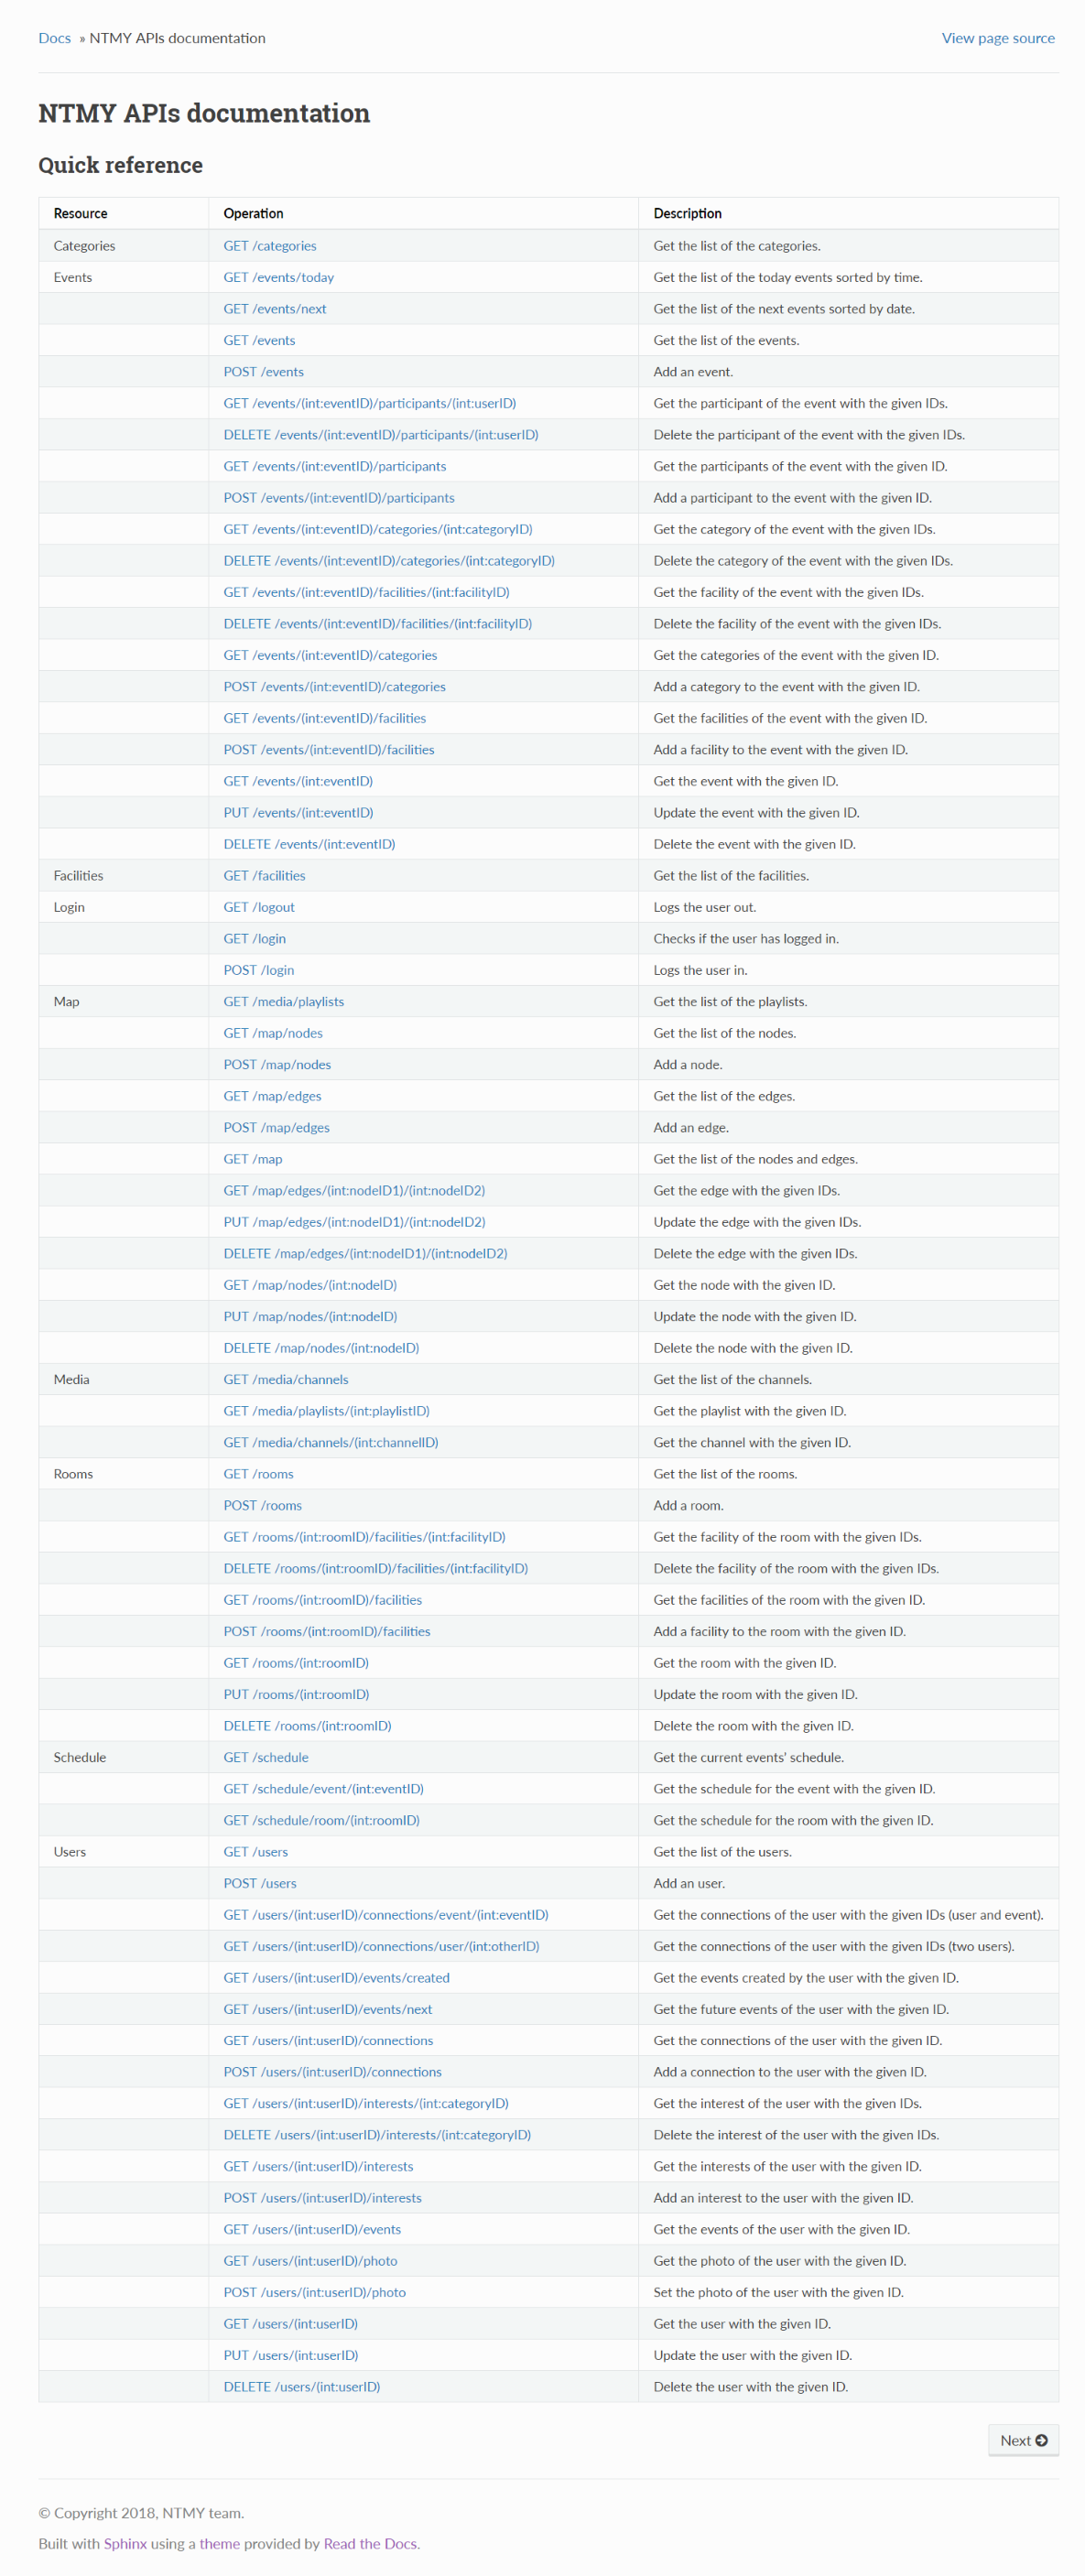 Docs » NTMY APIs documentation View page source
NTMY APIs documentation
Quick reference
Resource Operation Description
Categories GET /categories Get the list of the categories.
Events GET /events/today Get the list of the today events sorted by time.
GET /events/next Get the list of the next events sorted by date.
GET /events Get the list of the events.
POST /events Add an event.
GET /events/(int:eventID)/participants/(int:userID) Get the participant of the event with the given IDs.
DELETE /events/(int:eventID)/participants/(int:userID) Delete the participant of the event with the given IDs.
GET /events/(int:eventID)/participants Get the participants of the event with the given ID.
POST /events/(int:eventID)/participants Add a participant to the event with the given ID.
GET /events/(int:eventID)/categories/(int:categoryID) Get the category of the event with the given IDs.
DELETE /events/(int:eventID)/categories/(int:categoryID) Delete the category of the event with the given IDs.
GET /events/(int:eventID)/facilities/(int:facilityID) Get the facility of the event with the given IDs.
DELETE /events/(int:eventID)/facilities/(int:facilityID) Delete the facility of the event with the given IDs.
GET /events/(int:eventID)/categories Get the categories of the event with the given ID.
POST /events/(int:eventID)/categories Add a category to the event with the given ID.
GET /events/(int:eventID)/facilities Get the facilities of the event with the given ID.
POST /events/(int:eventID)/facilities Add a facility to the event with the given ID.
GET /events/(int:eventID) Get the event with the given ID.
PUT /events/(int:eventID) Update the event with the given ID.
DELETE /events/(int:eventID) Delete the event with the given ID.
Facilities GET /facilities Get the list of the facilities.
Login GET /logout Logs the user out.
GET /login Checks if the user has logged in.
POST /login Logs the user in.
Map GET /media/playlists Get the list of the playlists.
GET /map/nodes Get the list of the nodes.
POST /map/nodes Add a node.
GET /map/edges Get the list of the edges.
POST /map/edges Add an edge.
GET /map Get the list of the nodes and edges.
GET /map/edges/(int:nodeID1)/(int:nodeID2) Get the edge with the given IDs.
PUT /map/edges/(int:nodeID1)/(int:nodeID2) Update the edge with the given IDs.
DELETE /map/edges/(int:nodeID1)/(int:nodeID2) Delete the edge with the given IDs.
GET /map/nodes/(int:nodeID) Get the node with the given ID.
PUT /map/nodes/(int:nodeID) Update the node with the given ID.
DELETE /map/nodes/(int:nodeID) Delete the node with the given ID.
Media GET /media/channels Get the list of the channels.
GET /media/playlists/(int:playlistID) Get the playlist with the given ID.
GET /media/channels/(int:channelID) Get the channel with the given ID.
Rooms GET /rooms Get the list of the rooms.
POST /rooms Add a room.
GET /rooms/(int:roomID)/facilities/(int:facilityID) Get the facility of the room with the given IDs.
DELETE /rooms/(int:roomID)/facilities/(int:facilityID) Delete the facility of the room with the given IDs.
GET /rooms/(int:roomID)/facilities Get the facilities of the room with the given ID.
POST /rooms/(int:roomID)/facilities Add a facility to the room with the given ID.
GET /rooms/(int:roomID) Get the room with the given ID.
PUT /rooms/(int:roomID) Update the room with the given ID.
DELETE /rooms/(int:roomID) Delete the room with the given ID.
Schedule GET /schedule Get the current events' schedule.
GET /schedule/event/(int:eventID) Get the schedule for the event with the given ID.
GET /schedule/room/(int:roomID) Get the schedule for the room with the given ID.
Users GET /users Get the list of the users.
POST /users Add an user.
GET /users/(int:userID)/connections/event/(int:eventID) Get the connections of the user with the given IDs (user and event).
GET /users/(int:userID)/connections/user/(int:otherID) Get the connections of the user with the given IDs (two users).
GET /users/(int:userID)/events/created Get the events created by the user with the given ID.
GET /users/(int:userID)/events/next Get the future events of the user with the given ID.
GET /users/(int:userID)/connections Get the connections of the user with the given ID.
POST /users/(int:userID)/connections Add a connection to the user with the given ID.
GET /users/(int:userID)/interests/(int:categoryID) Get the interest of the user with the given IDs.
DELETE /users/(int:userID)/interests/(int:categoryID) Delete the interest of the user with the given IDs.
GET /users/(int:userID)/interests Get the interests of the user with the given ID.
POST /users/(int:userID)/interests Add an interest to the user with the given ID.
GET /users/(int:userID)/events Get the events of the user with the given ID.
GET /users/(int:userID)/photo Get the photo of the user with the given ID.
POST /users/(int:userID)/photo Set the photo of the user with the given ID.
GET /users/(int:userID) Get the user with the given ID.
PUT /users/(int:userID) Update the user with the given ID.
DELETE /users/(int:userID) Delete the user with the given ID.
Next
© Copyright 2018, NTMY team.
Built with Sphinx using a theme provided by Read the Docs.